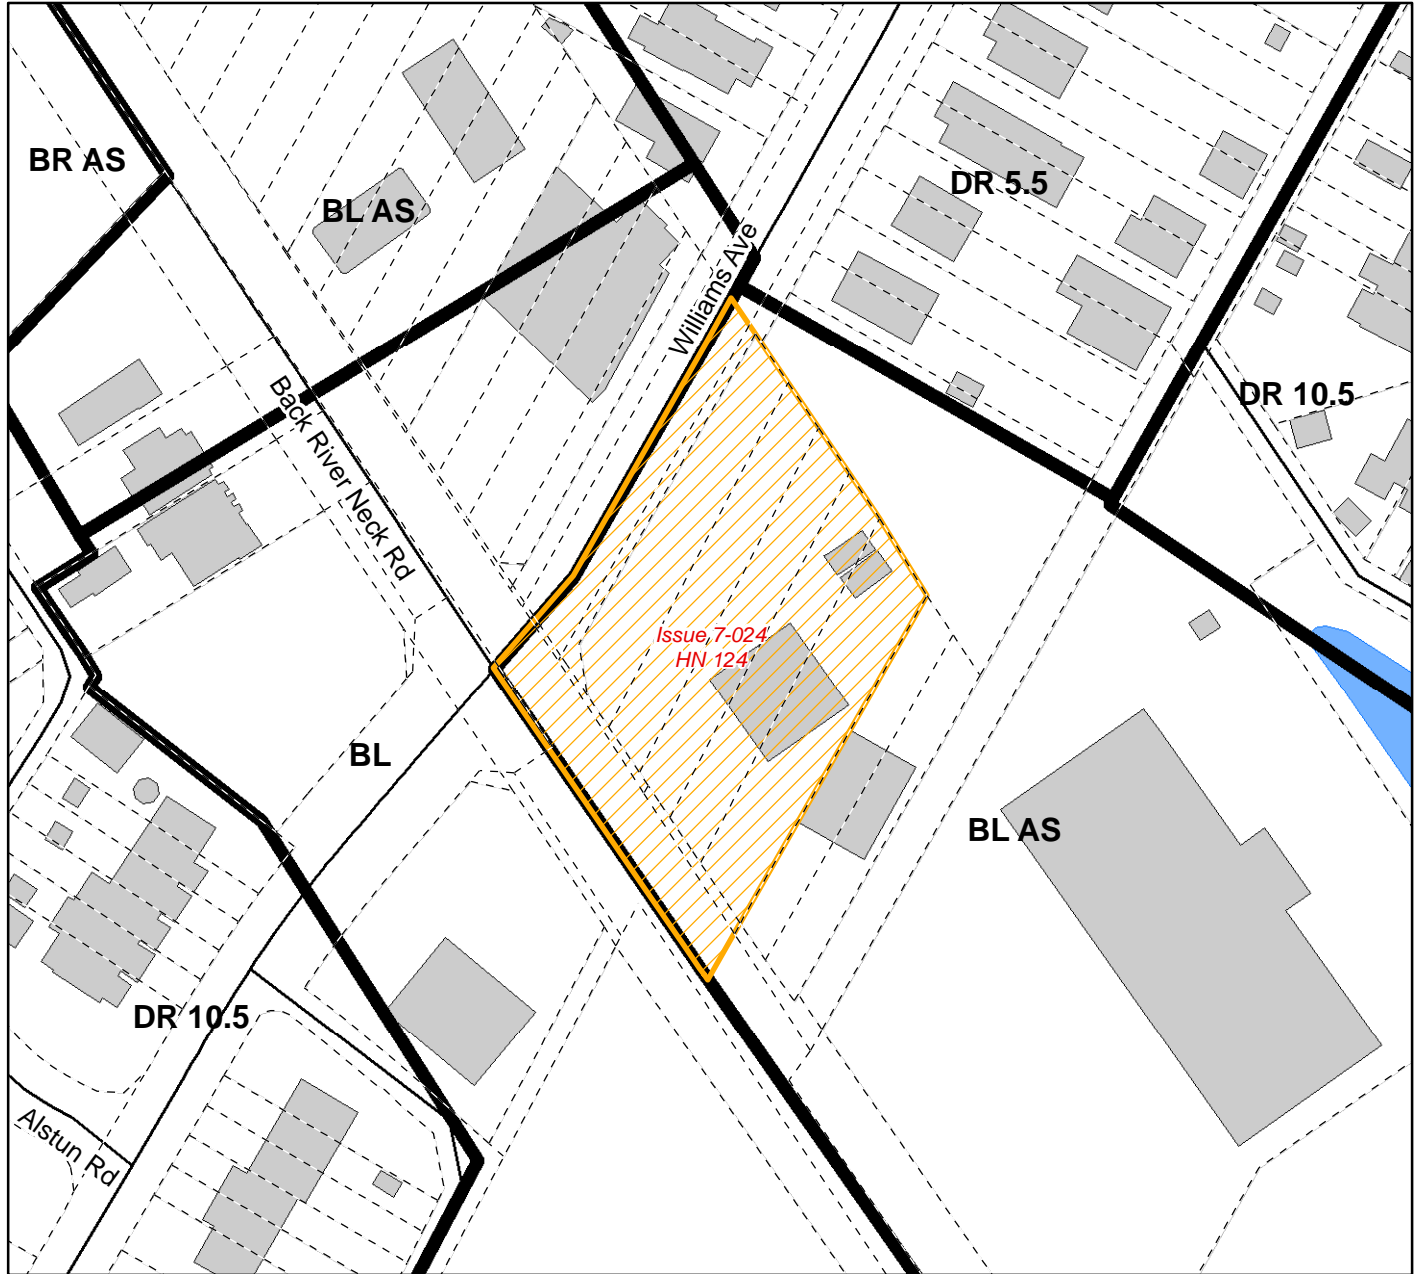 BR AS
BL AS
DR 5.5
Williams Ave
DR 10.5
Back River Neck Rd
Issue 7-024
HN 124
BL
BL AS
DR 10.5
Alstun Rd